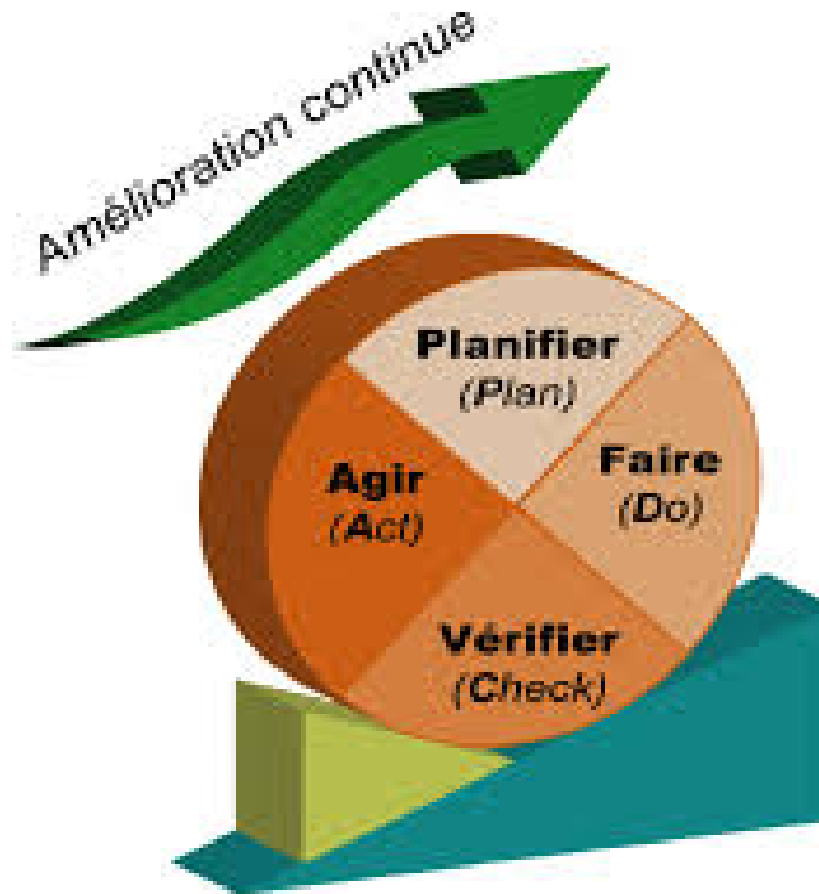 Amélioration continue
Planifier
(Plan)
Faire
(Do)
Agir
(Act)
Vérifier
(Check)